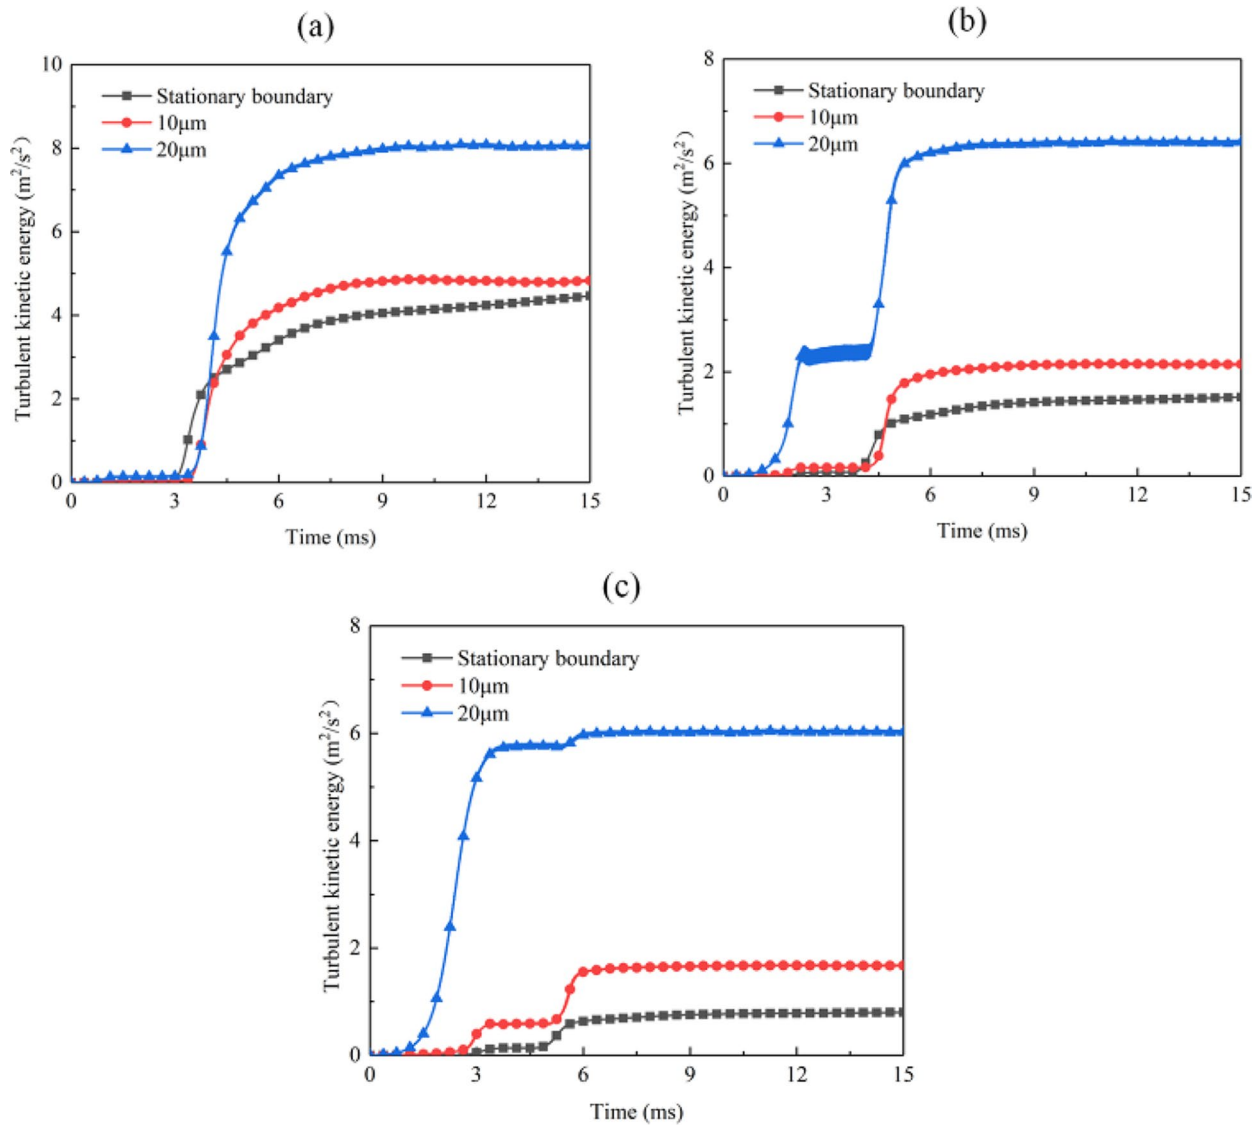 (a)
10
8
6
4
2
0
Turbulent kinetic energy (m²/s²)
Stationary boundary
10μm
20μm
0 3 6 9 12 15
Time (ms)
(b)
8
6
4
2
0
Turbulent kinetic energy (m²/s²)
Stationary boundary
10μm
20μm
0 3 6 9 12 15
Time (ms)
(c)
8
6
4
2
0
Turbulent kinetic energy (m²/s²)
Stationary boundary
10μm
20μm
0 3 6 9 12 15
Time (ms)